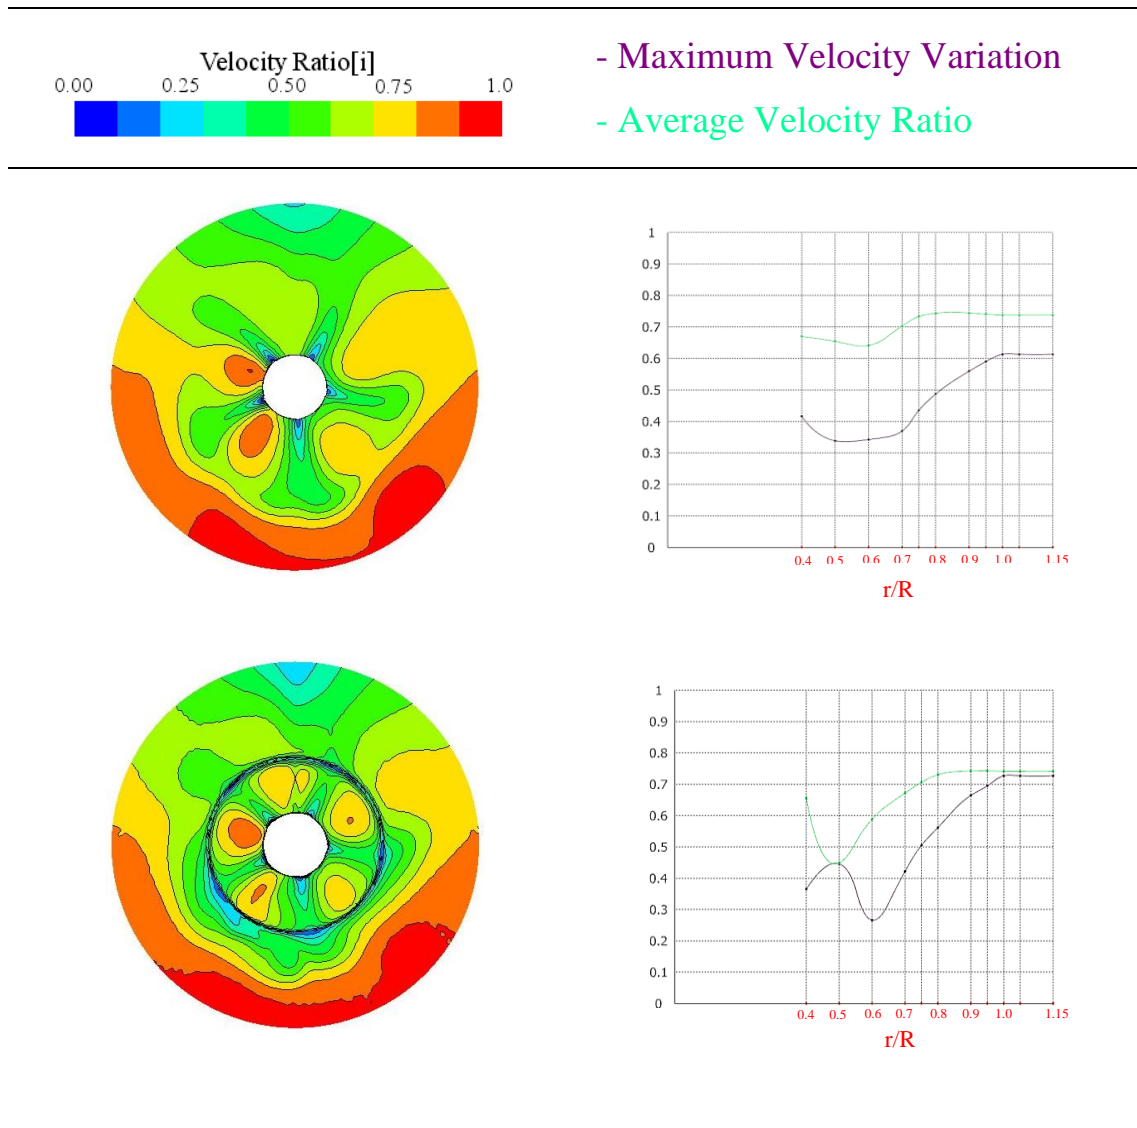 Velocity Ratio[i]
0.00 0.25 0.50 0.75 1.0
- Maximum Velocity Variation
- Average Velocity Ratio
1
0.9
0.8
0.7
0.6
0.5
0.4
0.3
0.2
0.1
0
0.4 0.5 0.6 0.7 0.8 0.9 1.0 1.15
r/R
1
0.9
0.8
0.7
0.6
0.5
0.4
0.3
0.2
0.1
0
0.4 0.5 0.6 0.7 0.8 0.9 1.0 1.15
r/R